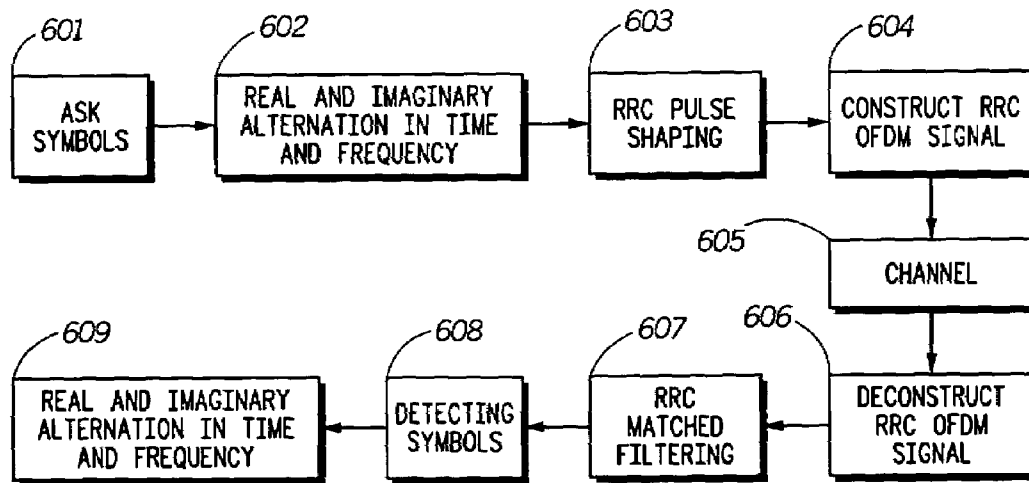 601
ASK
SYMBOLS
602
REAL AND IMAGINARY
ALTERNATION IN TIME
AND FREQUENCY
603
RRC PULSE
SHAPING
604
CONSTRUCT RRC
OFDM SIGNAL
605
CHANNEL
606
DECONSTRUCT
RRC OFDM
SIGNAL
607
RRC
MATCHED
FILTERING
608
DETECTING
SYMBOLS
609
REAL AND IMAGINARY
ALTERNATION IN TIME
AND FREQUENCY